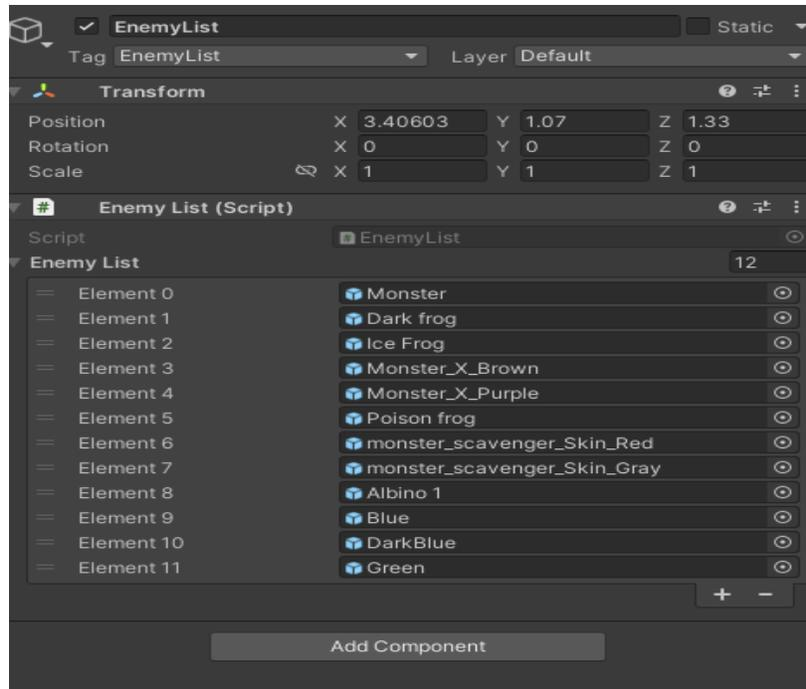 EnemyList Static
Tag EnemyList Layer Default
Transform
Position X 3.40603 Y 1.07 Z 1.33
Rotation X 0 Y 0 Z 0
Scale X 1 Y 1 Z 1
# Enemy List (Script)
Script # EnemyList
Enemy List 12
Element 0 Monster
Element 1 Dark frog
Element 2 Ice Frog
Element 3 Monster_X_Brown
Element 4 Monster_X_Purple
Element 5 Poison frog
Element 6 monster_scavenger_Skin_Red
Element 7 monster_scavenger_Skin_Gray
Element 8 Albino 1
Element 9 Blue
Element 10 DarkBlue
Element 11 Green
+ −
Add Component